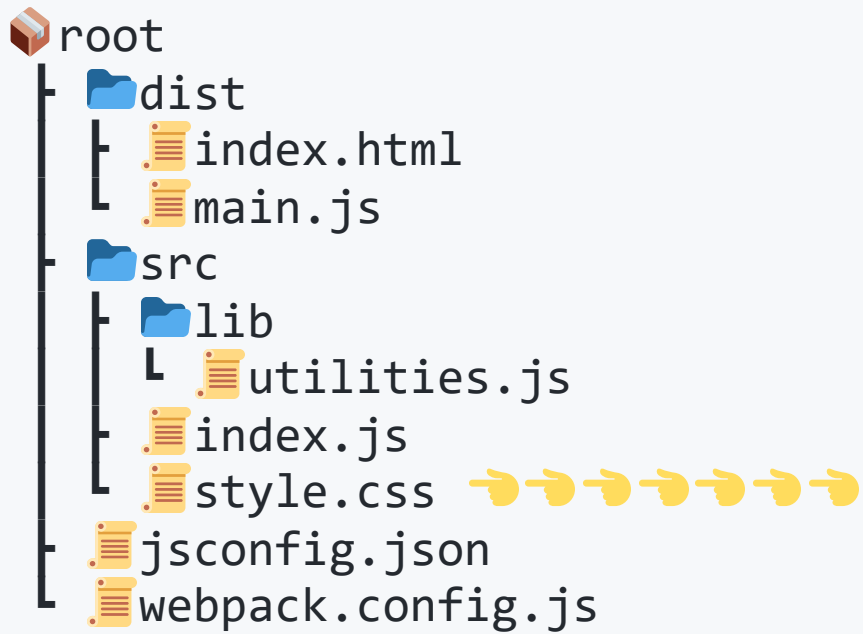 root
dist
index.html
main.js
src
lib
utilities.js
index.js
style.css
jsconfig.json
webpack.config.js